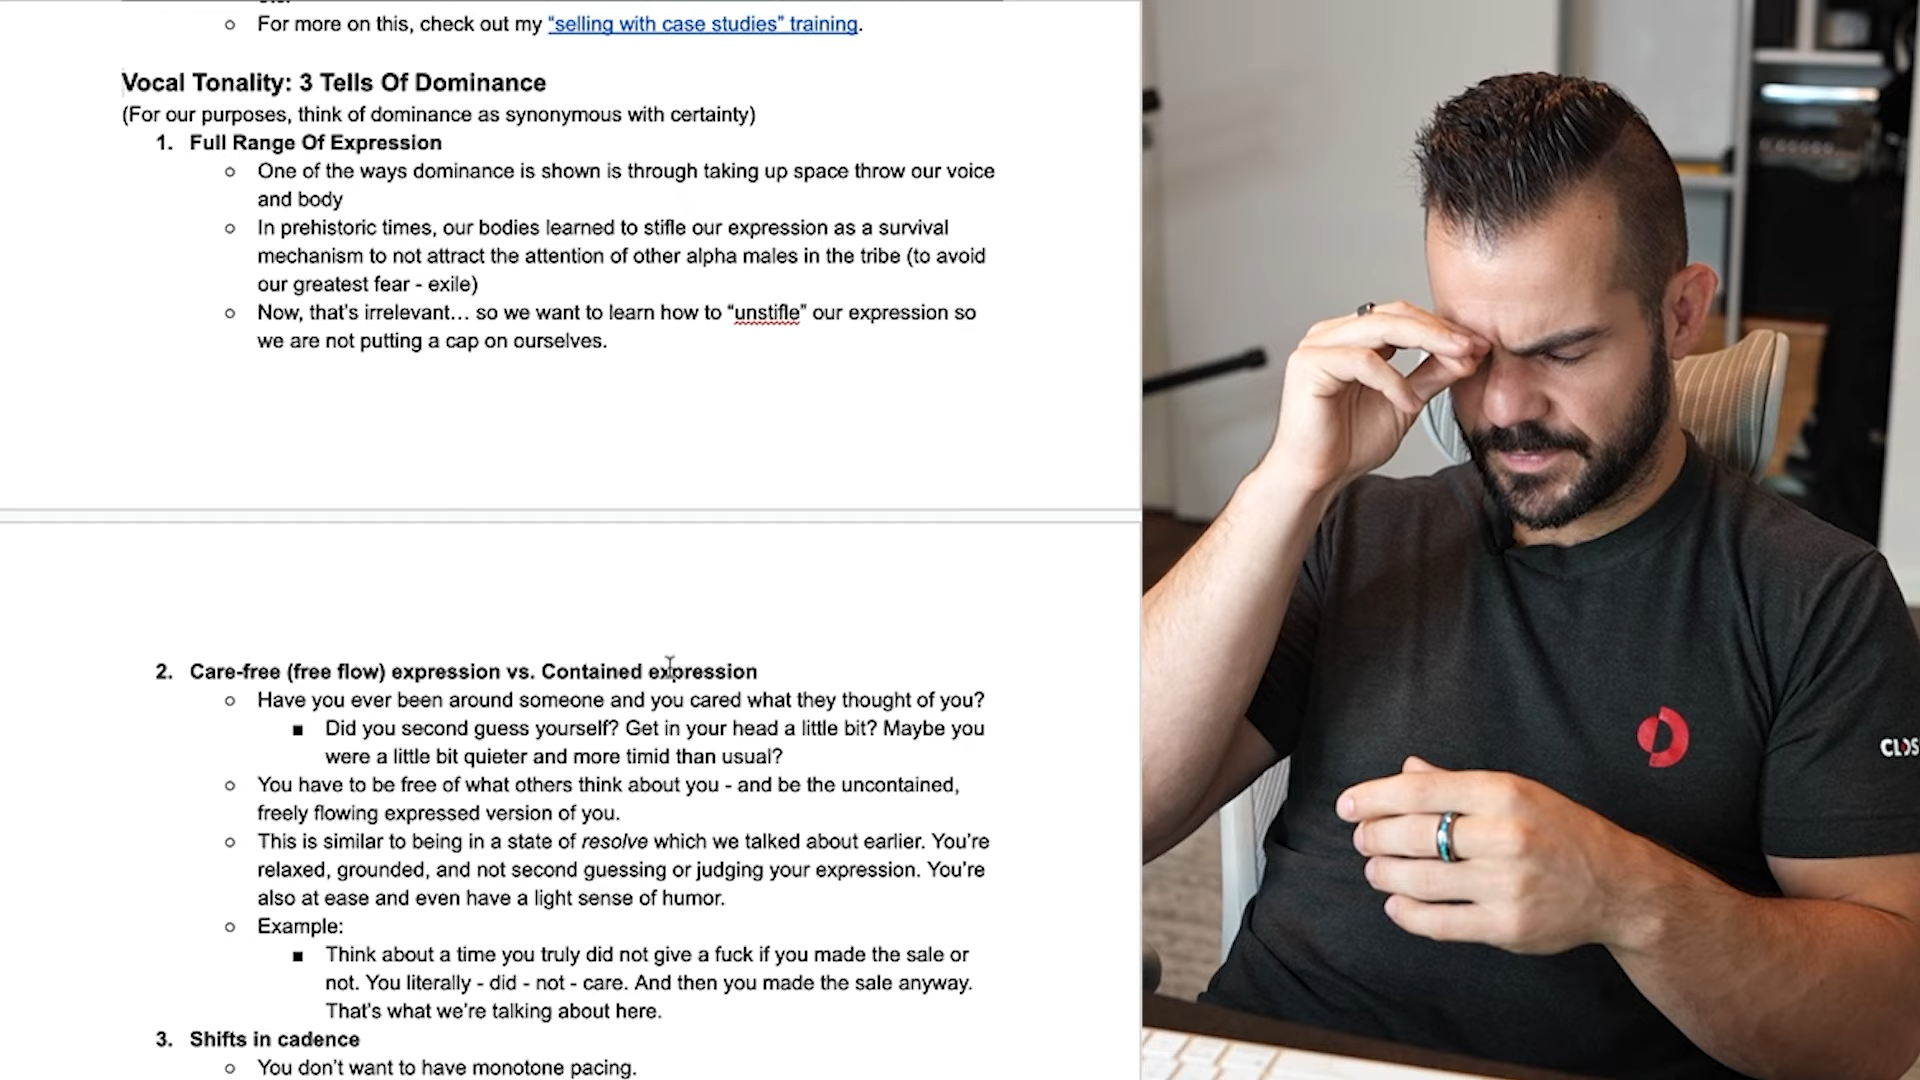 For more on this, check out my “selling with case studies” training.
Vocal Tonality: 3 Tells Of Dominance
(For our purposes, think of dominance as synonymous with certainty)
1. Full Range Of Expression
One of the ways dominance is shown is through taking up space throw our voice
and body
In prehistoric times, our bodies learned to stifle our expression as a survival
mechanism to not attract the attention of other alpha males in the tribe (to avoid
our greatest fear - exile)
Now, that's irrelevant… so we want to learn how to “unstifle” our expression so
we are not putting a cap on ourselves.
2. Care-free (free flow) expression vs. Contained expression
Have you ever been around someone and you cared what they thought of you?
Did you second guess yourself? Get in your head a little bit? Maybe you
were a little bit quieter and more timid than usual?
You have to be free of what others think about you - and be the uncontained,
freely flowing expressed version of you.
This is similar to being in a state of resolve which we talked about earlier. You’re
relaxed, grounded, and not second guessing or judging your expression. You’re
also at ease and even have a light sense of humor.
Example:
Think about a time you truly did not give a fuck if you made the sale or
not. You literally - did - not - care. And then you made the sale anyway.
That’s what we’re talking about here.
3. Shifts in cadence
You don’t want to have monotone pacing.
CLOS